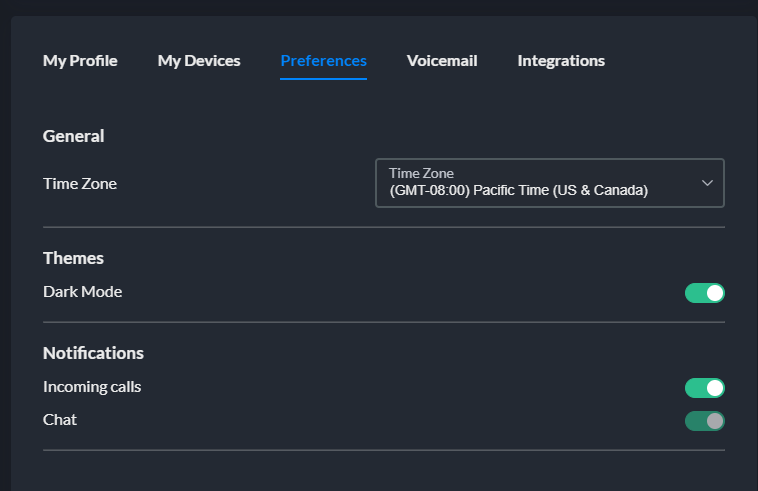 My Profile My Devices Preferences Voicemail Integrations
General
Time Zone
Time Zone
(GMT-08:00) Pacific Time (US & Canada)
Themes
Dark Mode
Notifications
Incoming calls
Chat